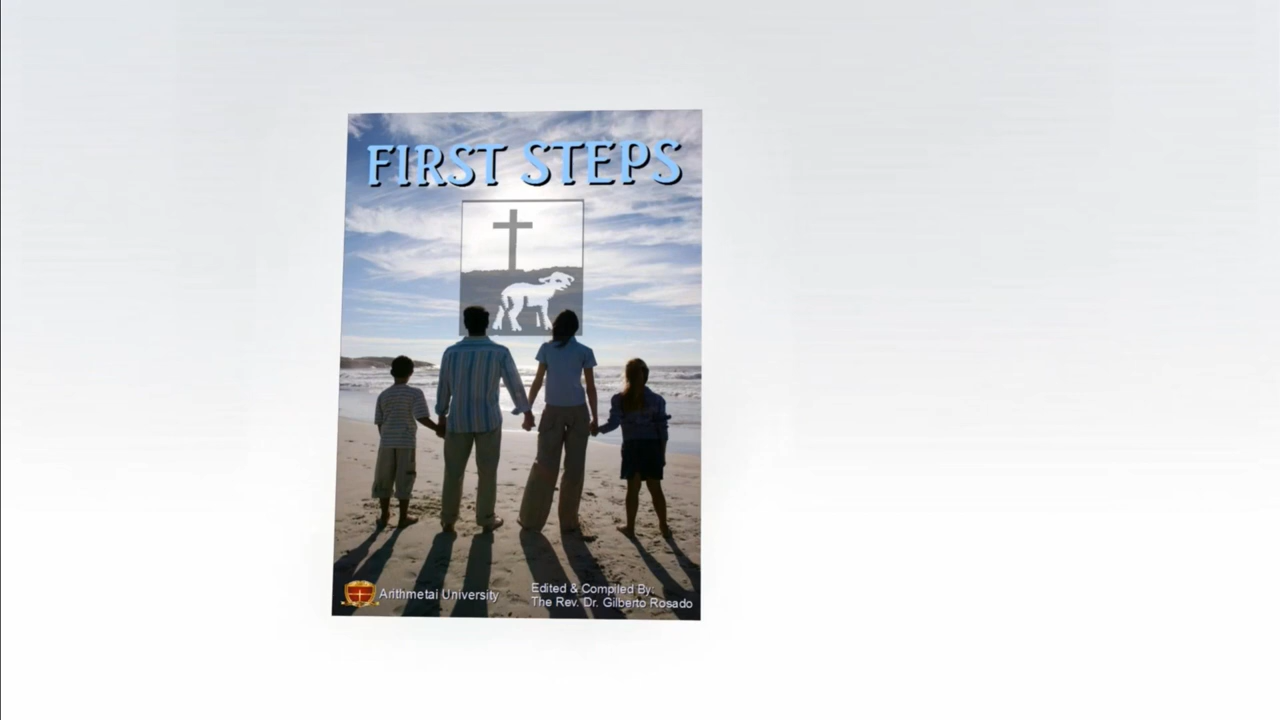 FIRST STEPS
Arithmetai University
Edited & Compiled By:
The Rev. Dr. Gilberto Rosado